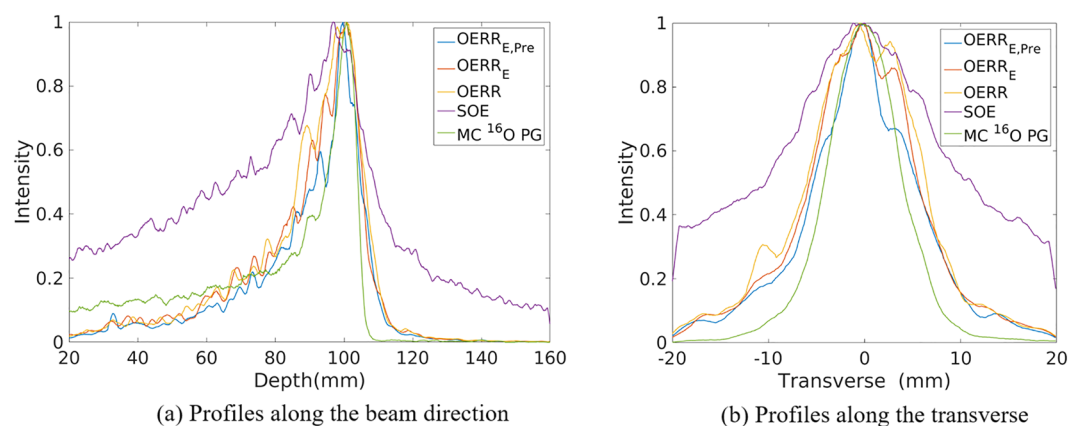 1
0.8
0.6
0.4
0.2
0
Intensity
20 40 60 80 100 120 140 160
Depth(mm)
OERR_E,Pre
OERR_E
OERR
SOE
MC ^16O PG
(a) Profiles along the beam direction
1
0.8
0.6
0.4
0.2
0
Intensity
-20 -10 0 10 20
Transverse (mm)
OERR_E,Pre
OERR_E
OERR
SOE
MC ^16O PG
(b) Profiles along the transverse